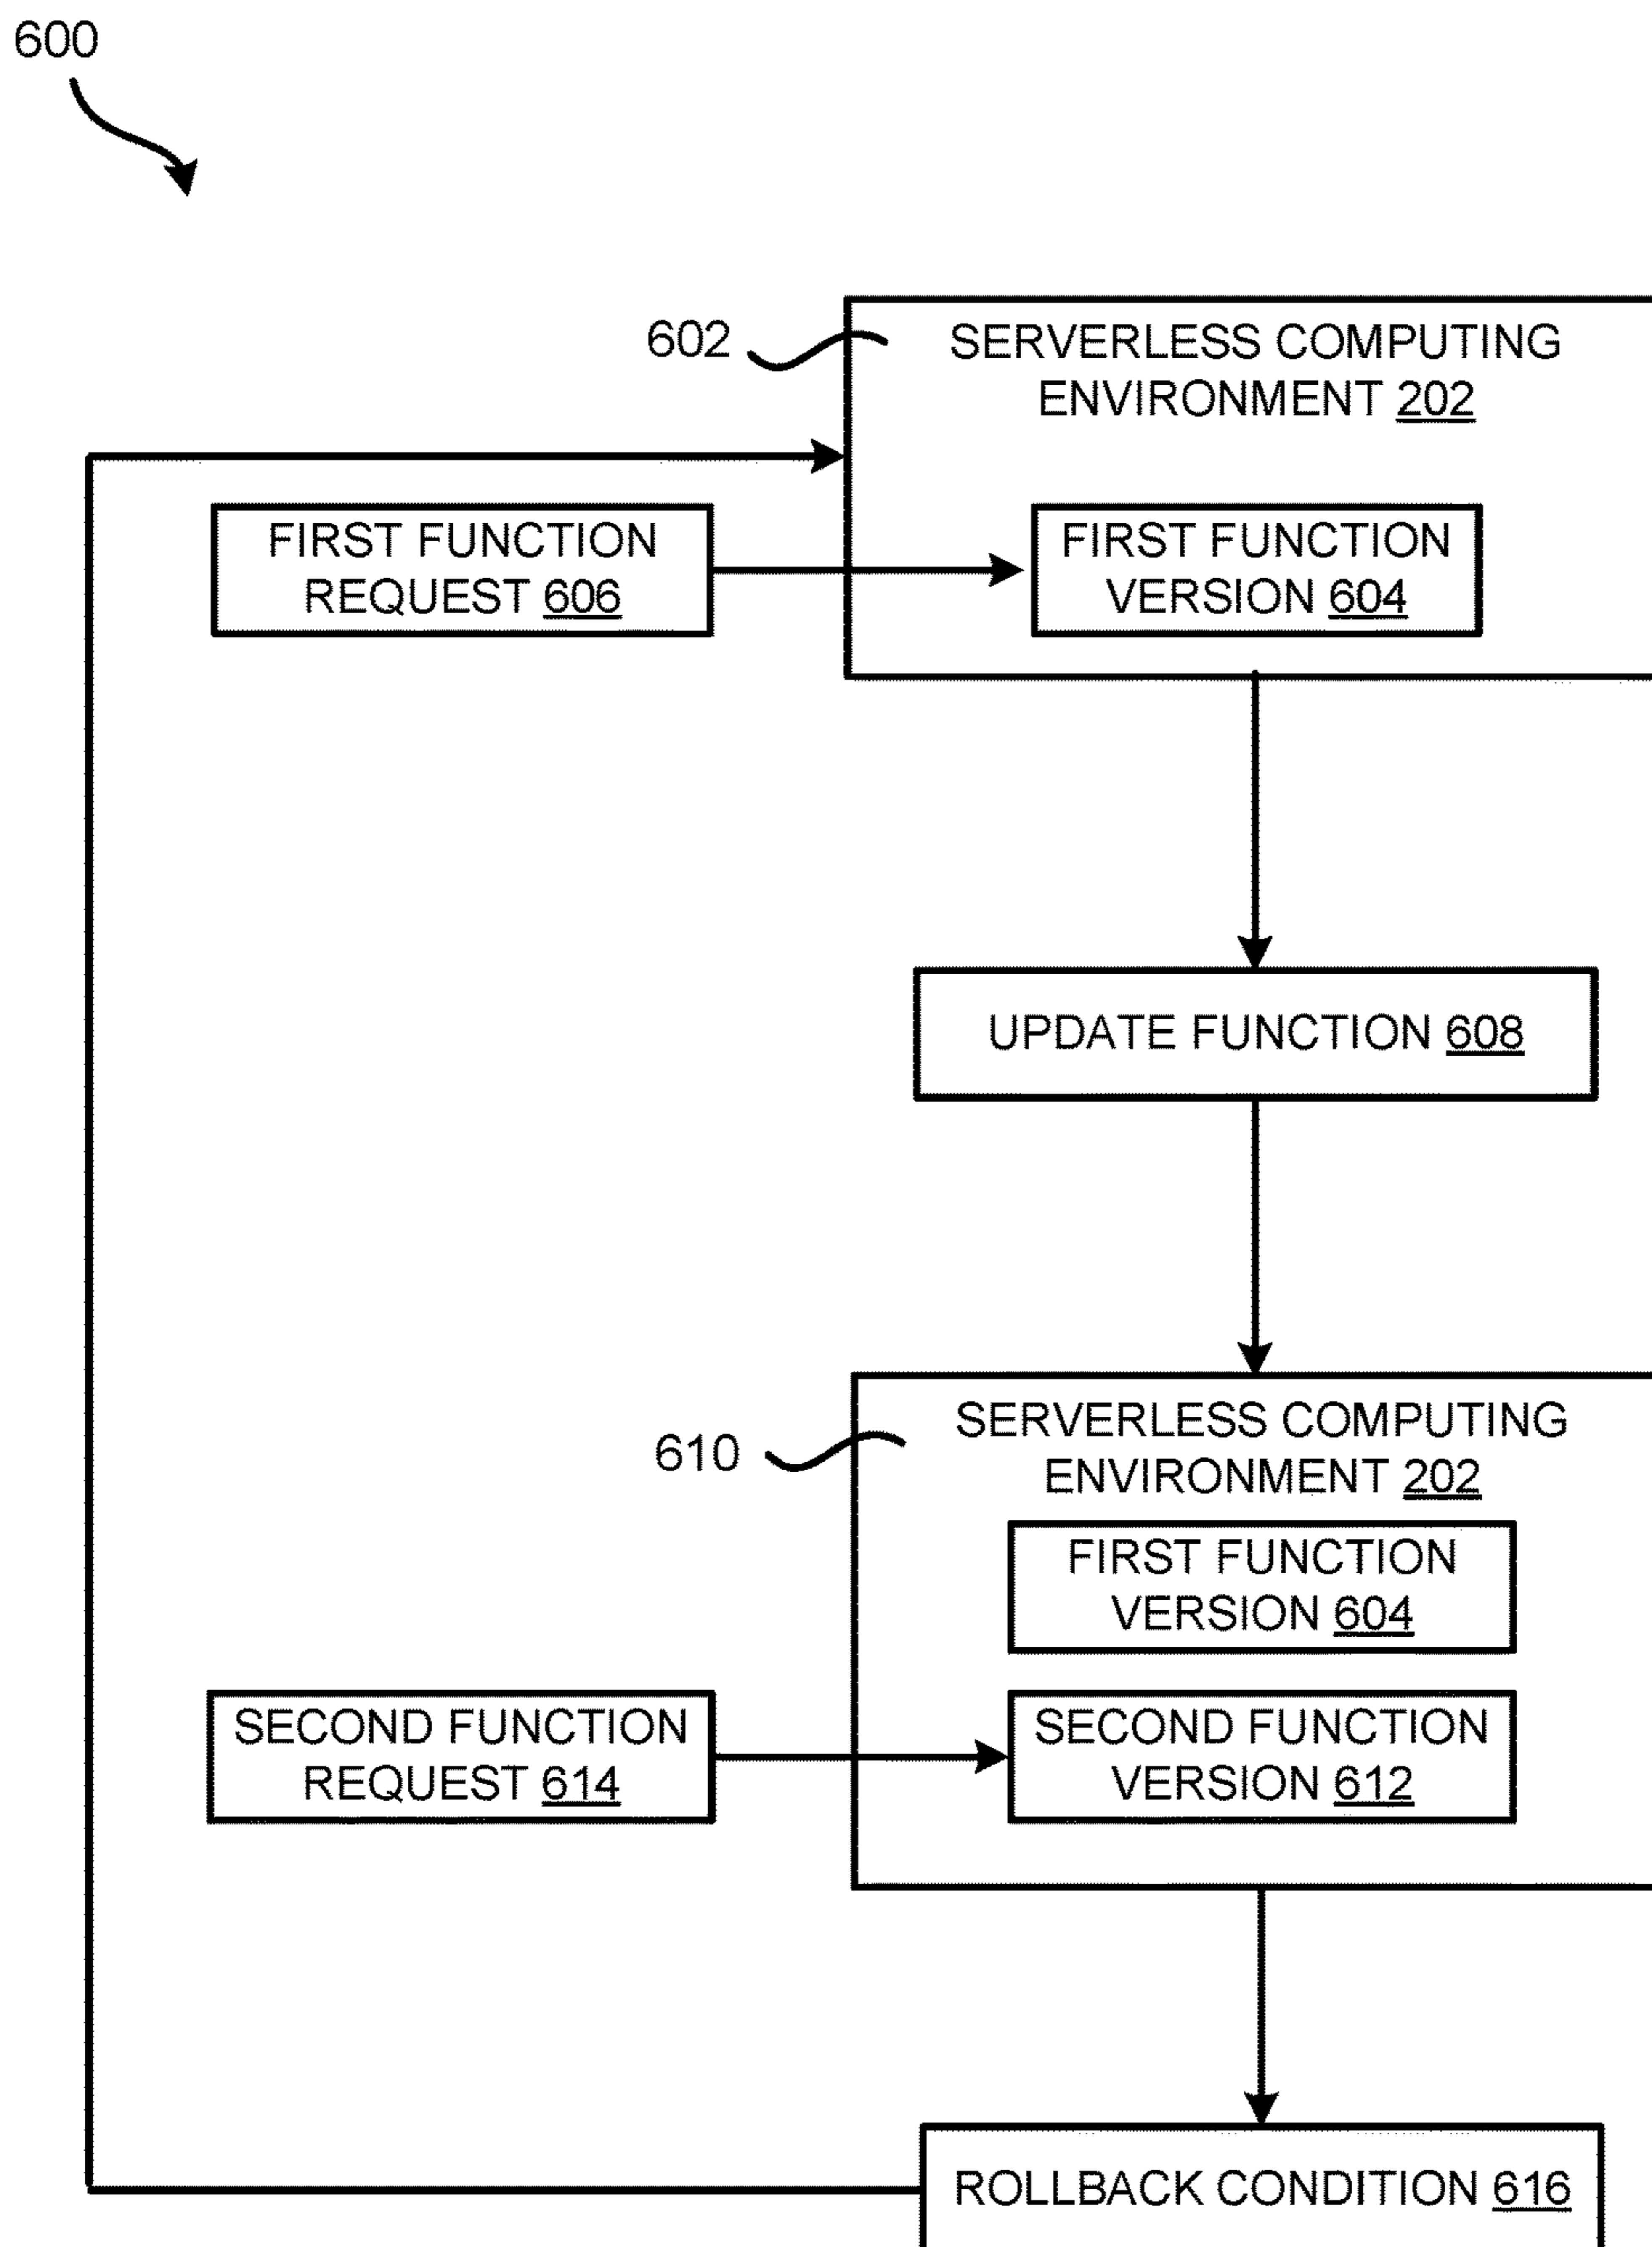 600
602
SERVERLESS COMPUTING
ENVIRONMENT 202
FIRST FUNCTION
REQUEST 606
FIRST FUNCTION
VERSION 604
UPDATE FUNCTION 608
610
SERVERLESS COMPUTING
ENVIRONMENT 202
FIRST FUNCTION
VERSION 604
SECOND FUNCTION
REQUEST 614
SECOND FUNCTION
VERSION 612
ROLLBACK CONDITION 616